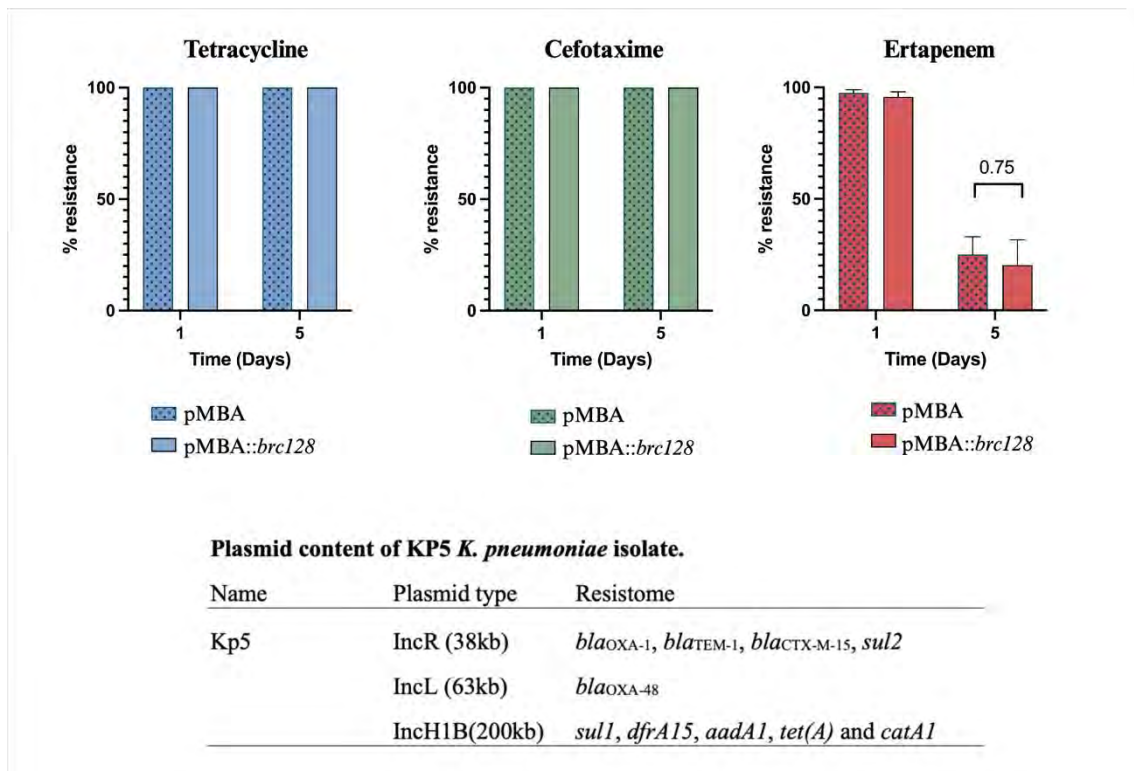 Tetracycline
% resistance
100
50
0
1 5
Time (Days)
pMBA
pMBA::brc128
Cefotaxime
% resistance
100
50
0
1 5
Time (Days)
pMBA
pMBA::brc128
Ertapenem
% resistance
100
50
0
0.75
1 5
Time (Days)
pMBA
pMBA::brc128
Plasmid content of KP5 K. pneumoniae isolate.
Name Plasmid type Resistome
Kp5 IncR (38kb) blaOXA-1, blaTEM-1, blaCTX-M-15, sul2
IncL (63kb) blaOXA-48
IncH1B(200kb) sul1, dfrA15, aadA1, tet(A) and catA1